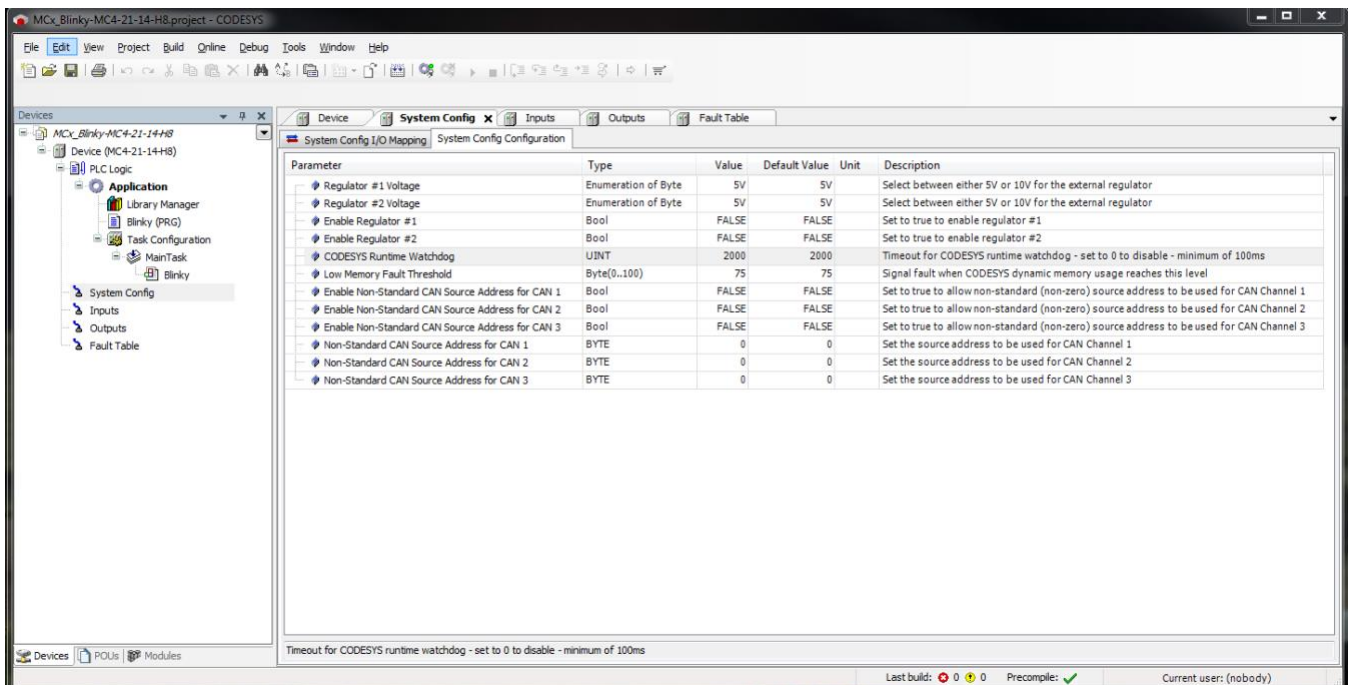 MCx_Blinky-MC4-21-14-H8.project - CODESYS
File Edit View Project Build Online Debug Tools Window Help
Devices
MCx_Blinky-MC4-21-14-H8
Device (MC4-21-14-H8)
PLC Logic
Application
Library Manager
Blinky (PRG)
Task Configuration
MainTask
Blinky
System Config
Inputs
Outputs
Fault Table
Devices POUs Modules
Device System Config Inputs Outputs Fault Table
System Config I/O Mapping System Config Configuration
Parameter Type Value Default Value Unit Description
Regulator #1 Voltage Enumeration of Byte 5V 5V Select between either 5V or 10V for the external regulator
Regulator #2 Voltage Enumeration of Byte 5V 5V Select between either 5V or 10V for the external regulator
Enable Regulator #1 Bool FALSE FALSE Set to true to enable regulator #1
Enable Regulator #2 Bool FALSE FALSE Set to true to enable regulator #2
CODESYS Runtime Watchdog UINT 2000 2000 Timeout for CODESYS runtime watchdog - set to 0 to disable - minimum of 100ms
Low Memory Fault Threshold Byte(0..100) 75 75 Signal fault when CODESYS dynamic memory usage reaches this level
Enable Non-Standard CAN Source Address for CAN 1 Bool FALSE FALSE Set to true to allow non-standard (non-zero) source address to be used for CAN Channel 1
Enable Non-Standard CAN Source Address for CAN 2 Bool FALSE FALSE Set to true to allow non-standard (non-zero) source address to be used for CAN Channel 2
Enable Non-Standard CAN Source Address for CAN 3 Bool FALSE FALSE Set to true to allow non-standard (non-zero) source address to be used for CAN Channel 3
Non-Standard CAN Source Address for CAN 1 BYTE 0 0 Set the source address to be used for CAN Channel 1
Non-Standard CAN Source Address for CAN 2 BYTE 0 0 Set the source address to be used for CAN Channel 2
Non-Standard CAN Source Address for CAN 3 BYTE 0 0 Set the source address to be used for CAN Channel 3
Timeout for CODESYS runtime watchdog - set to 0 to disable - minimum of 100ms
Last build: 0 0 Precompile: Current user: (nobody)